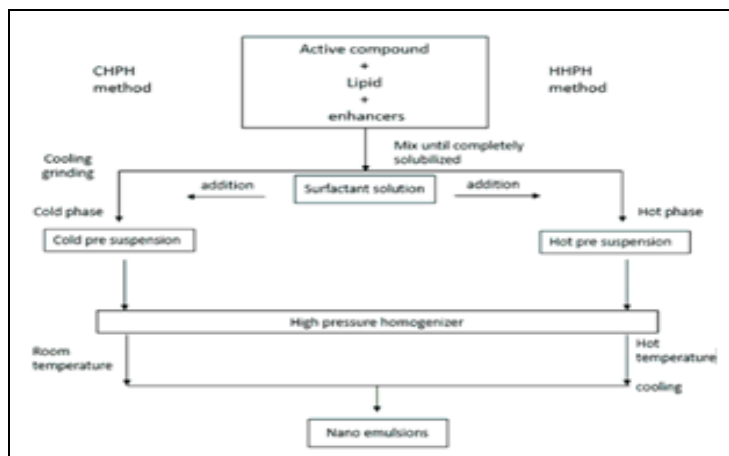 Active compound
+
Lipid
+
enhancers
CHPH
method
HHPH
method
Mix until completely
solubilized
Cooling
grinding
addition
Surfactant solution
addition
Cold phase
Hot phase
Cold pre suspension
Hot pre suspension
High pressure homogenizer
Room
temperature
Hot
temperature
cooling
Nano emulsions